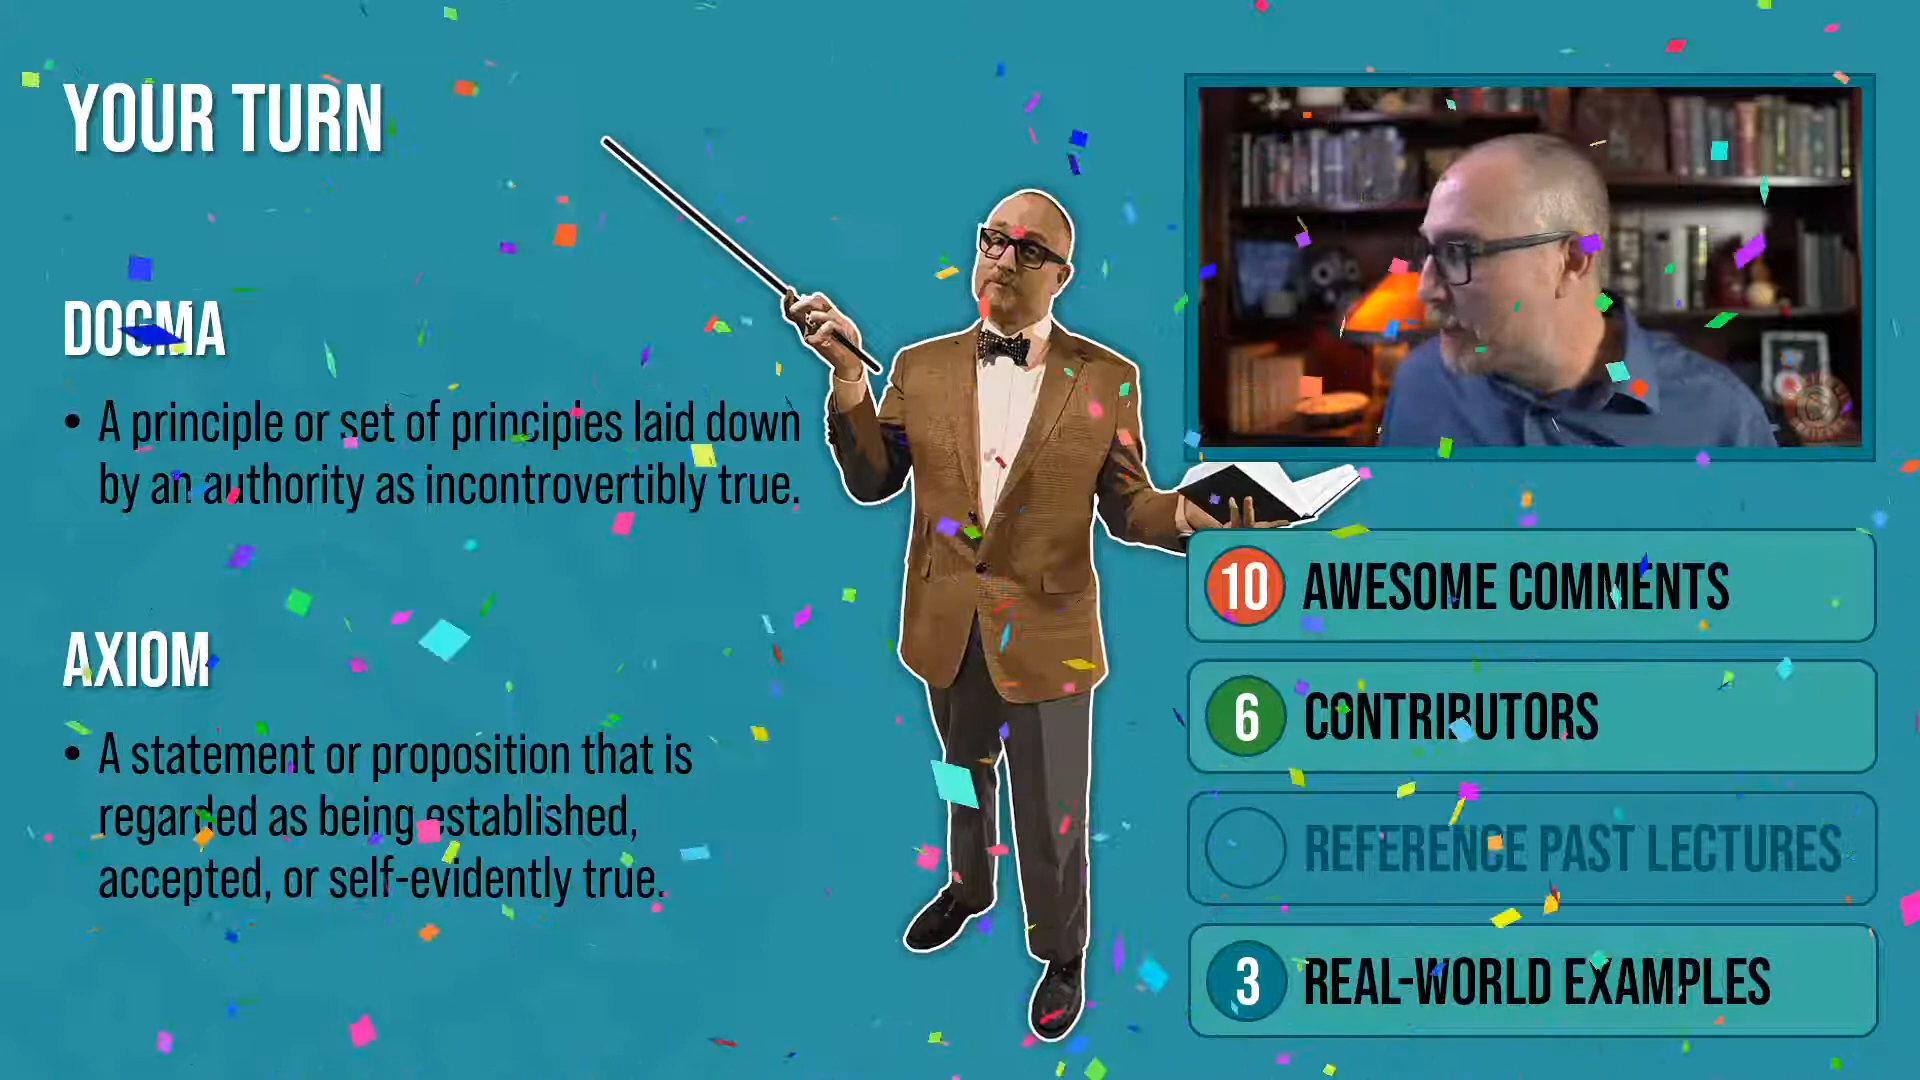 YOUR TURN
DOGMA
• A principle or set of principles laid down
by an authority as incontrovertibly true.
AXIOM
• A statement or proposition that is
regarded as being established,
accepted, or self-evidently true.
10 AWESOME COMMENTS
6 CONTRIBUTORS
REFERENCE PAST LECTURES
3 REAL-WORLD EXAMPLES